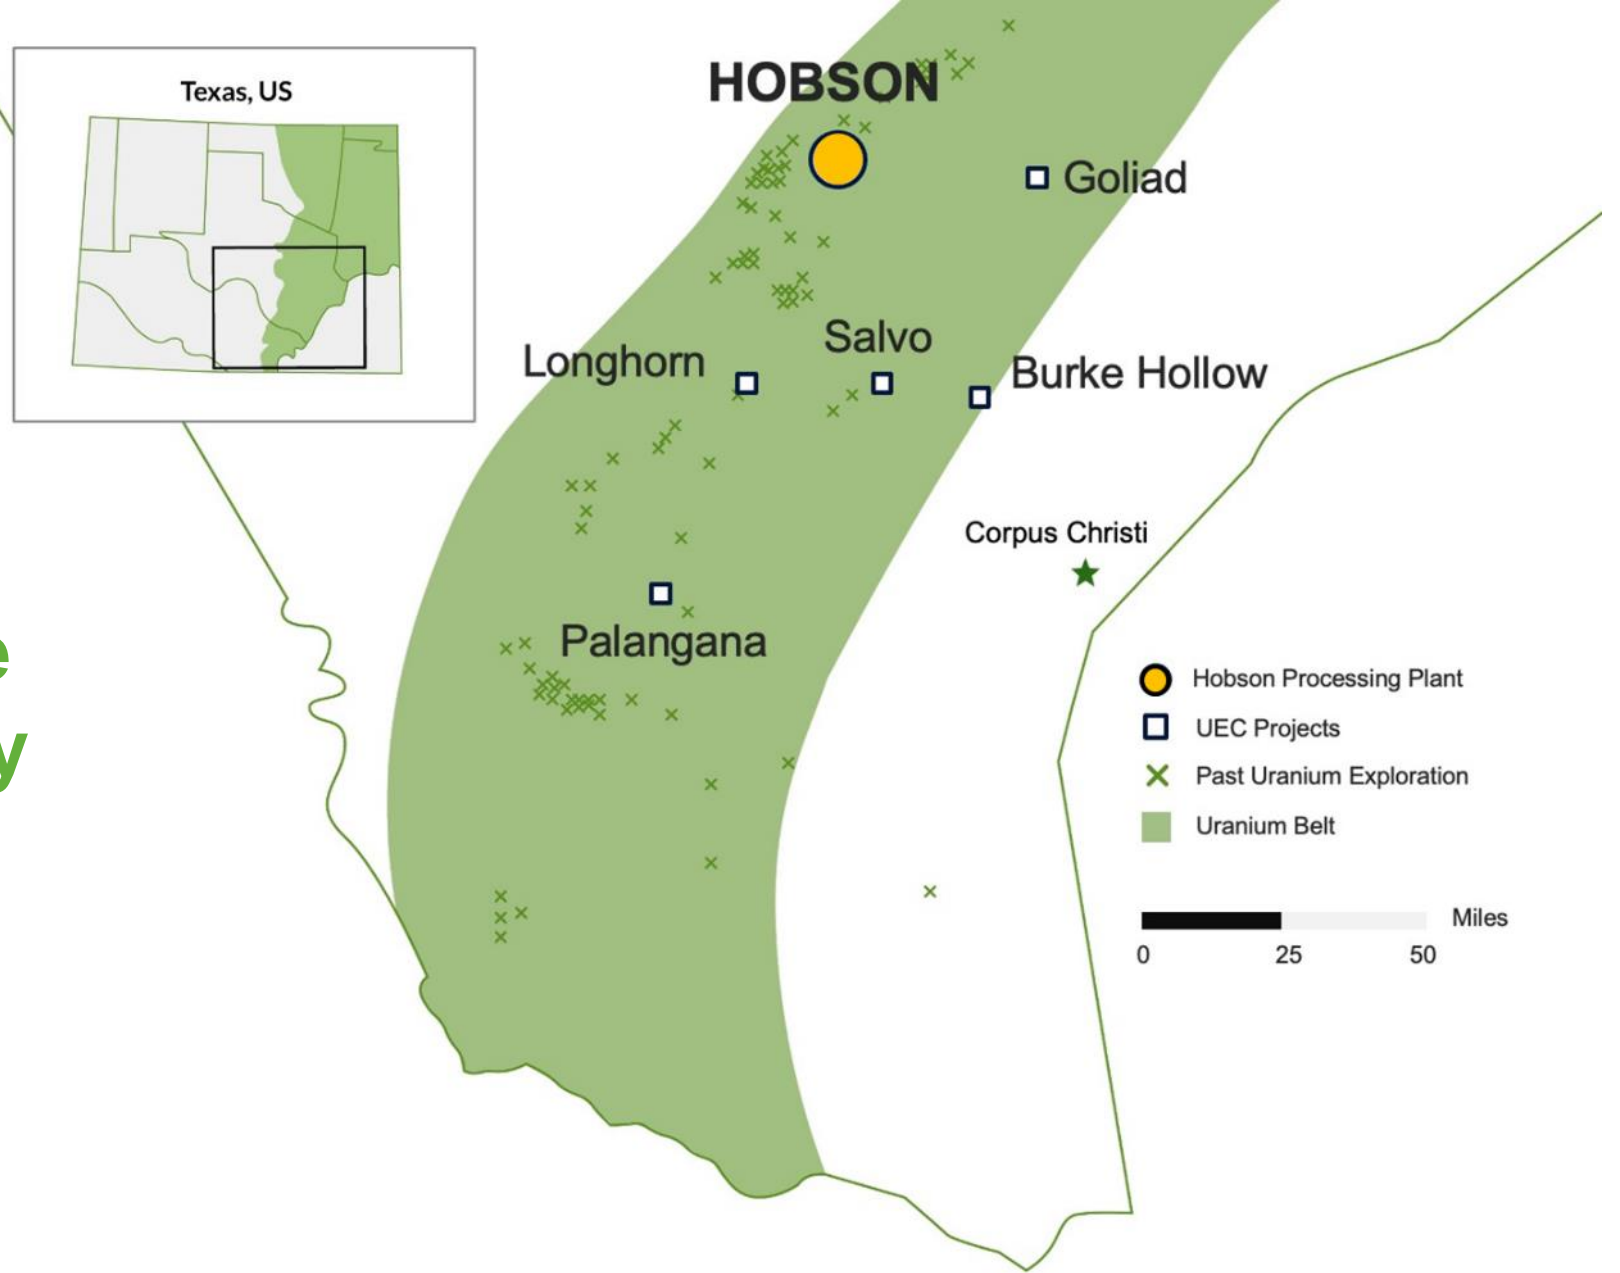 Texas, US
HOBSON
Goliad
Salvo
Longhorn
Burke Hollow
Corpus Christi
Palangana
e
y
Hobson Processing Plant
UEC Projects
Past Uranium Exploration
Uranium Belt
Miles
0 25 50